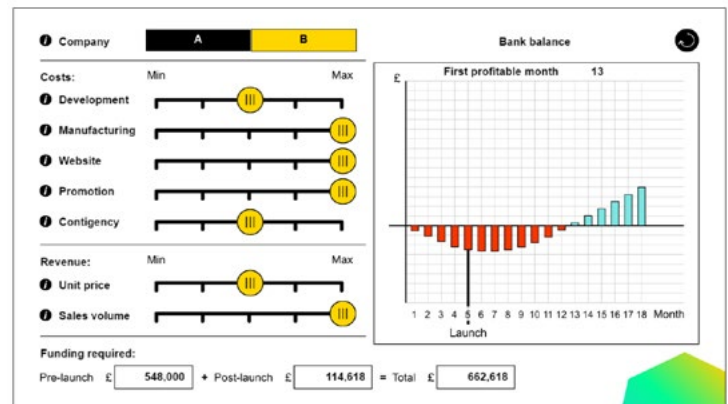 Company A B
Bank balance
Costs: Min Max
Development
Manufacturing
Website
Promotion
Contigency
Revenue: Min Max
Unit price
Sales volume
First profitable month 13
£
1 2 3 4 5 6 7 8 9 10 11 12 13 14 15 16 17 18 Month
Launch
Funding required:
Pre-launch £ 548,000 + Post-launch £ 114,618 = Total £ 662,618